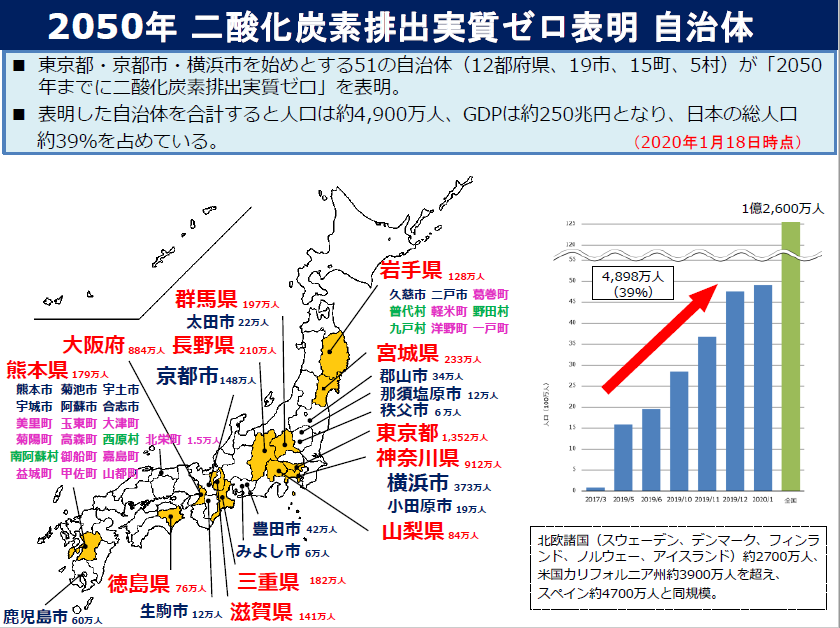 2050年 二酸化炭素排出実質ゼロ表明 自治体
■ 東京都・京都市・横浜市を始めとする51の自治体（12都府県、19市、15町、5村）が「2050
年までに二酸化炭素排出実質ゼロ」を表明。
■ 表明した自治体を合計すると人口は約4,900万人、GDPは約250兆円となり、日本の総人口
約39%を占めている。
（2020年1月18日時点）
岩手県 128万人
久慈市 二戸市 葛巻町
普代村 軽米町 野田村
九戸村 洋野町 一戸町
群馬県 197万人
太田市 22万人
大阪府 884万人
長野県 210万人
宮城県 233万人
熊本県 179万人
熊本市 菊池市 宇土市
宇城市 阿蘇市 合志市
美里町 玉東町 大津町
菊陽町 高森町 西原村
南阿蘇村 御船町 嘉島町
益城町 甲佐町 山都町
北栄町 1.5万人
京都市 148万人
郡山市 34万人
那須塩原市 12万人
秩父市 6万人
東京都 1,352万人
神奈川県 912万人
横浜市 373万人
小田原市 19万人
山梨県 84万人
豊田市 42万人
みよし市 6万人
徳島県 76万人
三重県 182万人
生駒市 12万人
滋賀県 141万人
鹿児島市 60万人
1億2,600万人
4,898万人
（39%）
人口（100万人）
125
120
55
50
45
40
35
30
25
20
15
10
5
0
2017/3 2019/5 2019/6 2019/10 2019/11 2019/12 2020/1 全国
北欧諸国（スウェーデン、デンマーク、フィンラ
ンド、ノルウェー、アイスランド）約2700万人、
米国カリフォルニア州約3900万人を超え、
スペイン約4700万人と同規模。